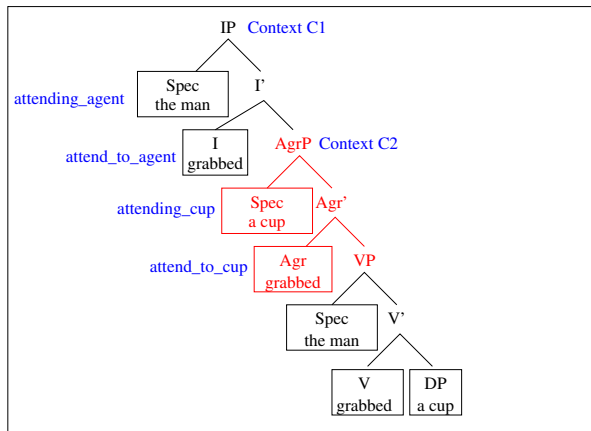 IP Context C1
Spec
the man
attending_agent
I'
I
grabbed
attend_to_agent
AgrP Context C2
Spec
a cup
attending_cup
Agr'
Agr
grabbed
attend_to_cup
VP
Spec
the man
V'
V
grabbed
DP
a cup